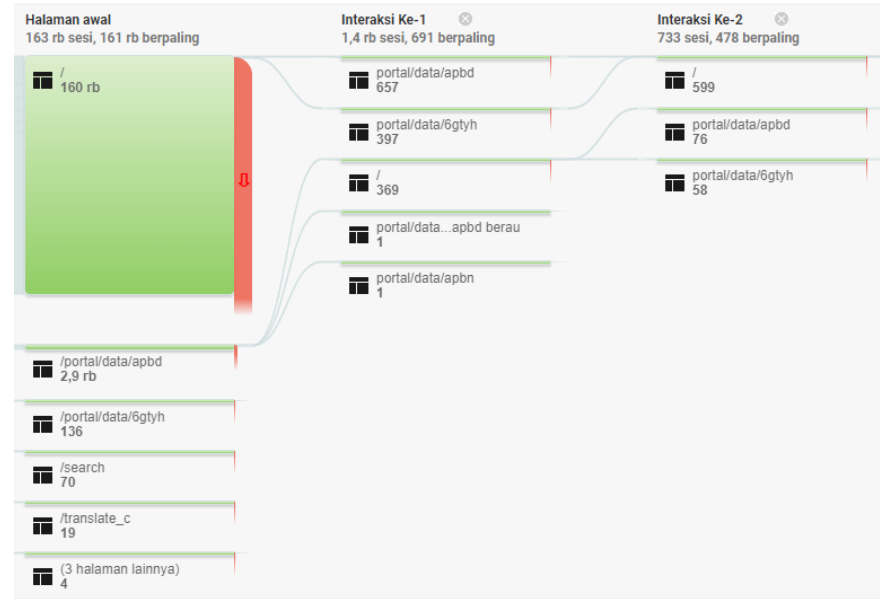 Halaman awal
163 rb sesi, 161 rb berpaling
/
160 rb
/portal/data/apbd
2,9 rb
/portal/data/6gtyh
136
/search
70
/translate_c
19
(3 halaman lainnya)
4
Interaksi Ke-1
1,4 rb sesi, 691 berpaling
portal/data/apbd
657
portal/data/6gtyh
397
/
369
portal/data...apbd berau
1
portal/data/apbn
1
Interaksi Ke-2
733 sesi, 478 berpaling
/
599
portal/data/apbd
76
portal/data/6gtyh
58